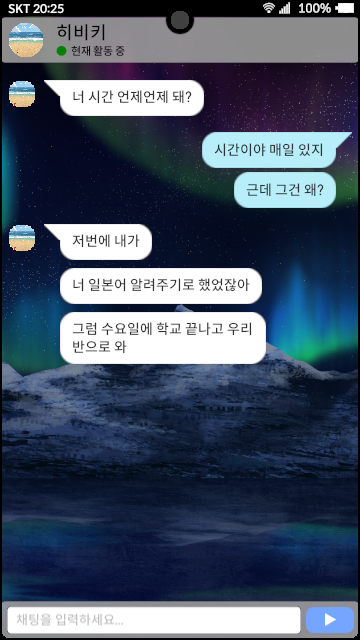 SKT 20:25
100%
히비키
현재 활동 중
너 시간 언제언제 돼?
시간이야 매일 있지
근데 그건 왜?
저번에 내가
너 일본어 알려주기로 했었잖아
그럼 수요일에 학교 끝나고 우리
반으로 와
채팅을 입력하세요...